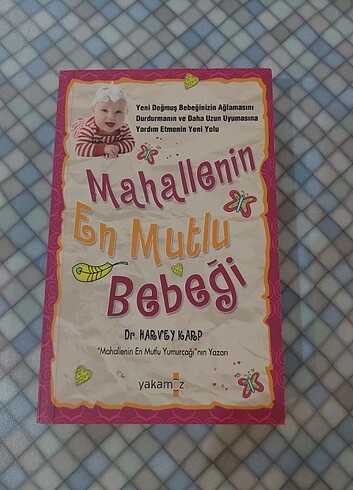 Yeni Doğmuş Bebeğinizin Ağlamasını
Durdurmanın ve Daha Uzun Uyumasına
Yardım Etmenin Yeni Yolu
Mahallenin
En Mutlu
Bebeği
Dr. HARVEY KARP
"Mahallenin En Mutlu Yumurcağı"nın Yazarı
yakamoz